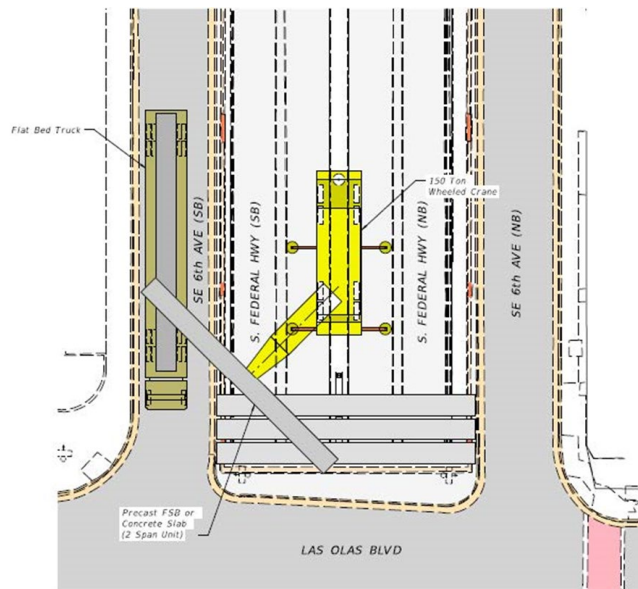 Flat Bed Truck
150 Ton
Wheeled Crane
SE 6th AVE (SB)
S. FEDERAL HWY (SB)
S. FEDERAL HWY (NB)
SE 6th AVE (NB)
Precast FSB or
Concrete Slab
(2 Span Unit)
LAS OLAS BLVD